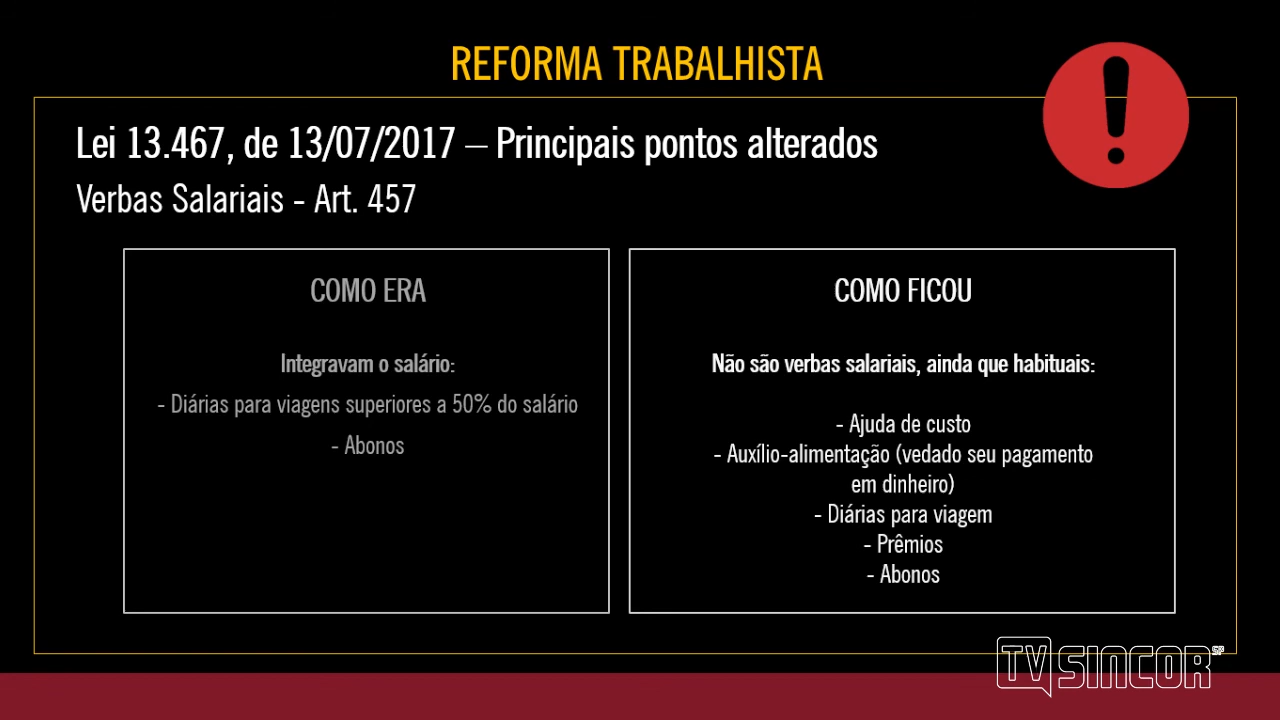 REFORMA TRABALHISTA
Lei 13.467, de 13/07/2017 – Principais pontos alterados
Verbas Salariais - Art. 457
COMO ERA
Integravam o salário:
- Diárias para viagens superiores a 50% do salário
- Abonos
COMO FICOU
Não são verbas salariais, ainda que habituais:
- Ajuda de custo
- Auxílio-alimentação (vedado seu pagamento
em dinheiro)
- Diárias para viagem
- Prêmios
- Abonos
TV SINCOR SP